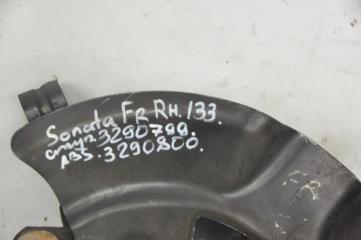 Sonata FR RH. 133.
ступ 3290799.
ABS. 3290800.